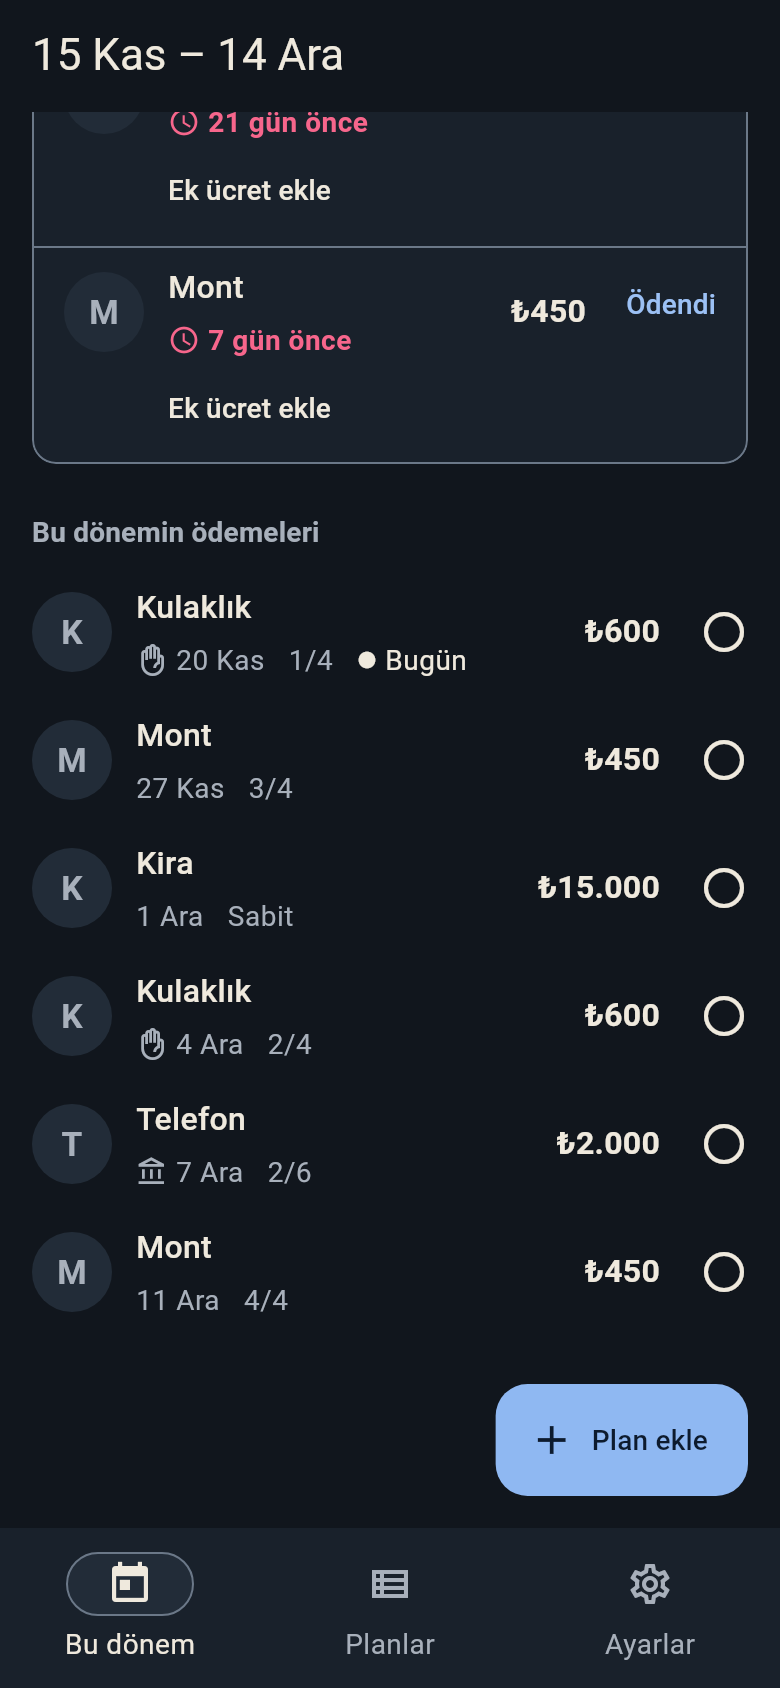 15 Kas – 14 Ara
21 gün önce
Ek ücret ekle
M
Mont
₺450
Ödendi
7 gün önce
Ek ücret ekle
Bu dönemin ödemeleri
K
Kulaklık
₺600
20 Kas 1/4 Bugün
M
Mont
₺450
27 Kas 3/4
K
Kira
₺15.000
1 Ara Sabit
K
Kulaklık
₺600
4 Ara 2/4
T
Telefon
₺2.000
7 Ara 2/6
M
Mont
₺450
11 Ara 4/4
Plan ekle
Bu dönem
Planlar
Ayarlar